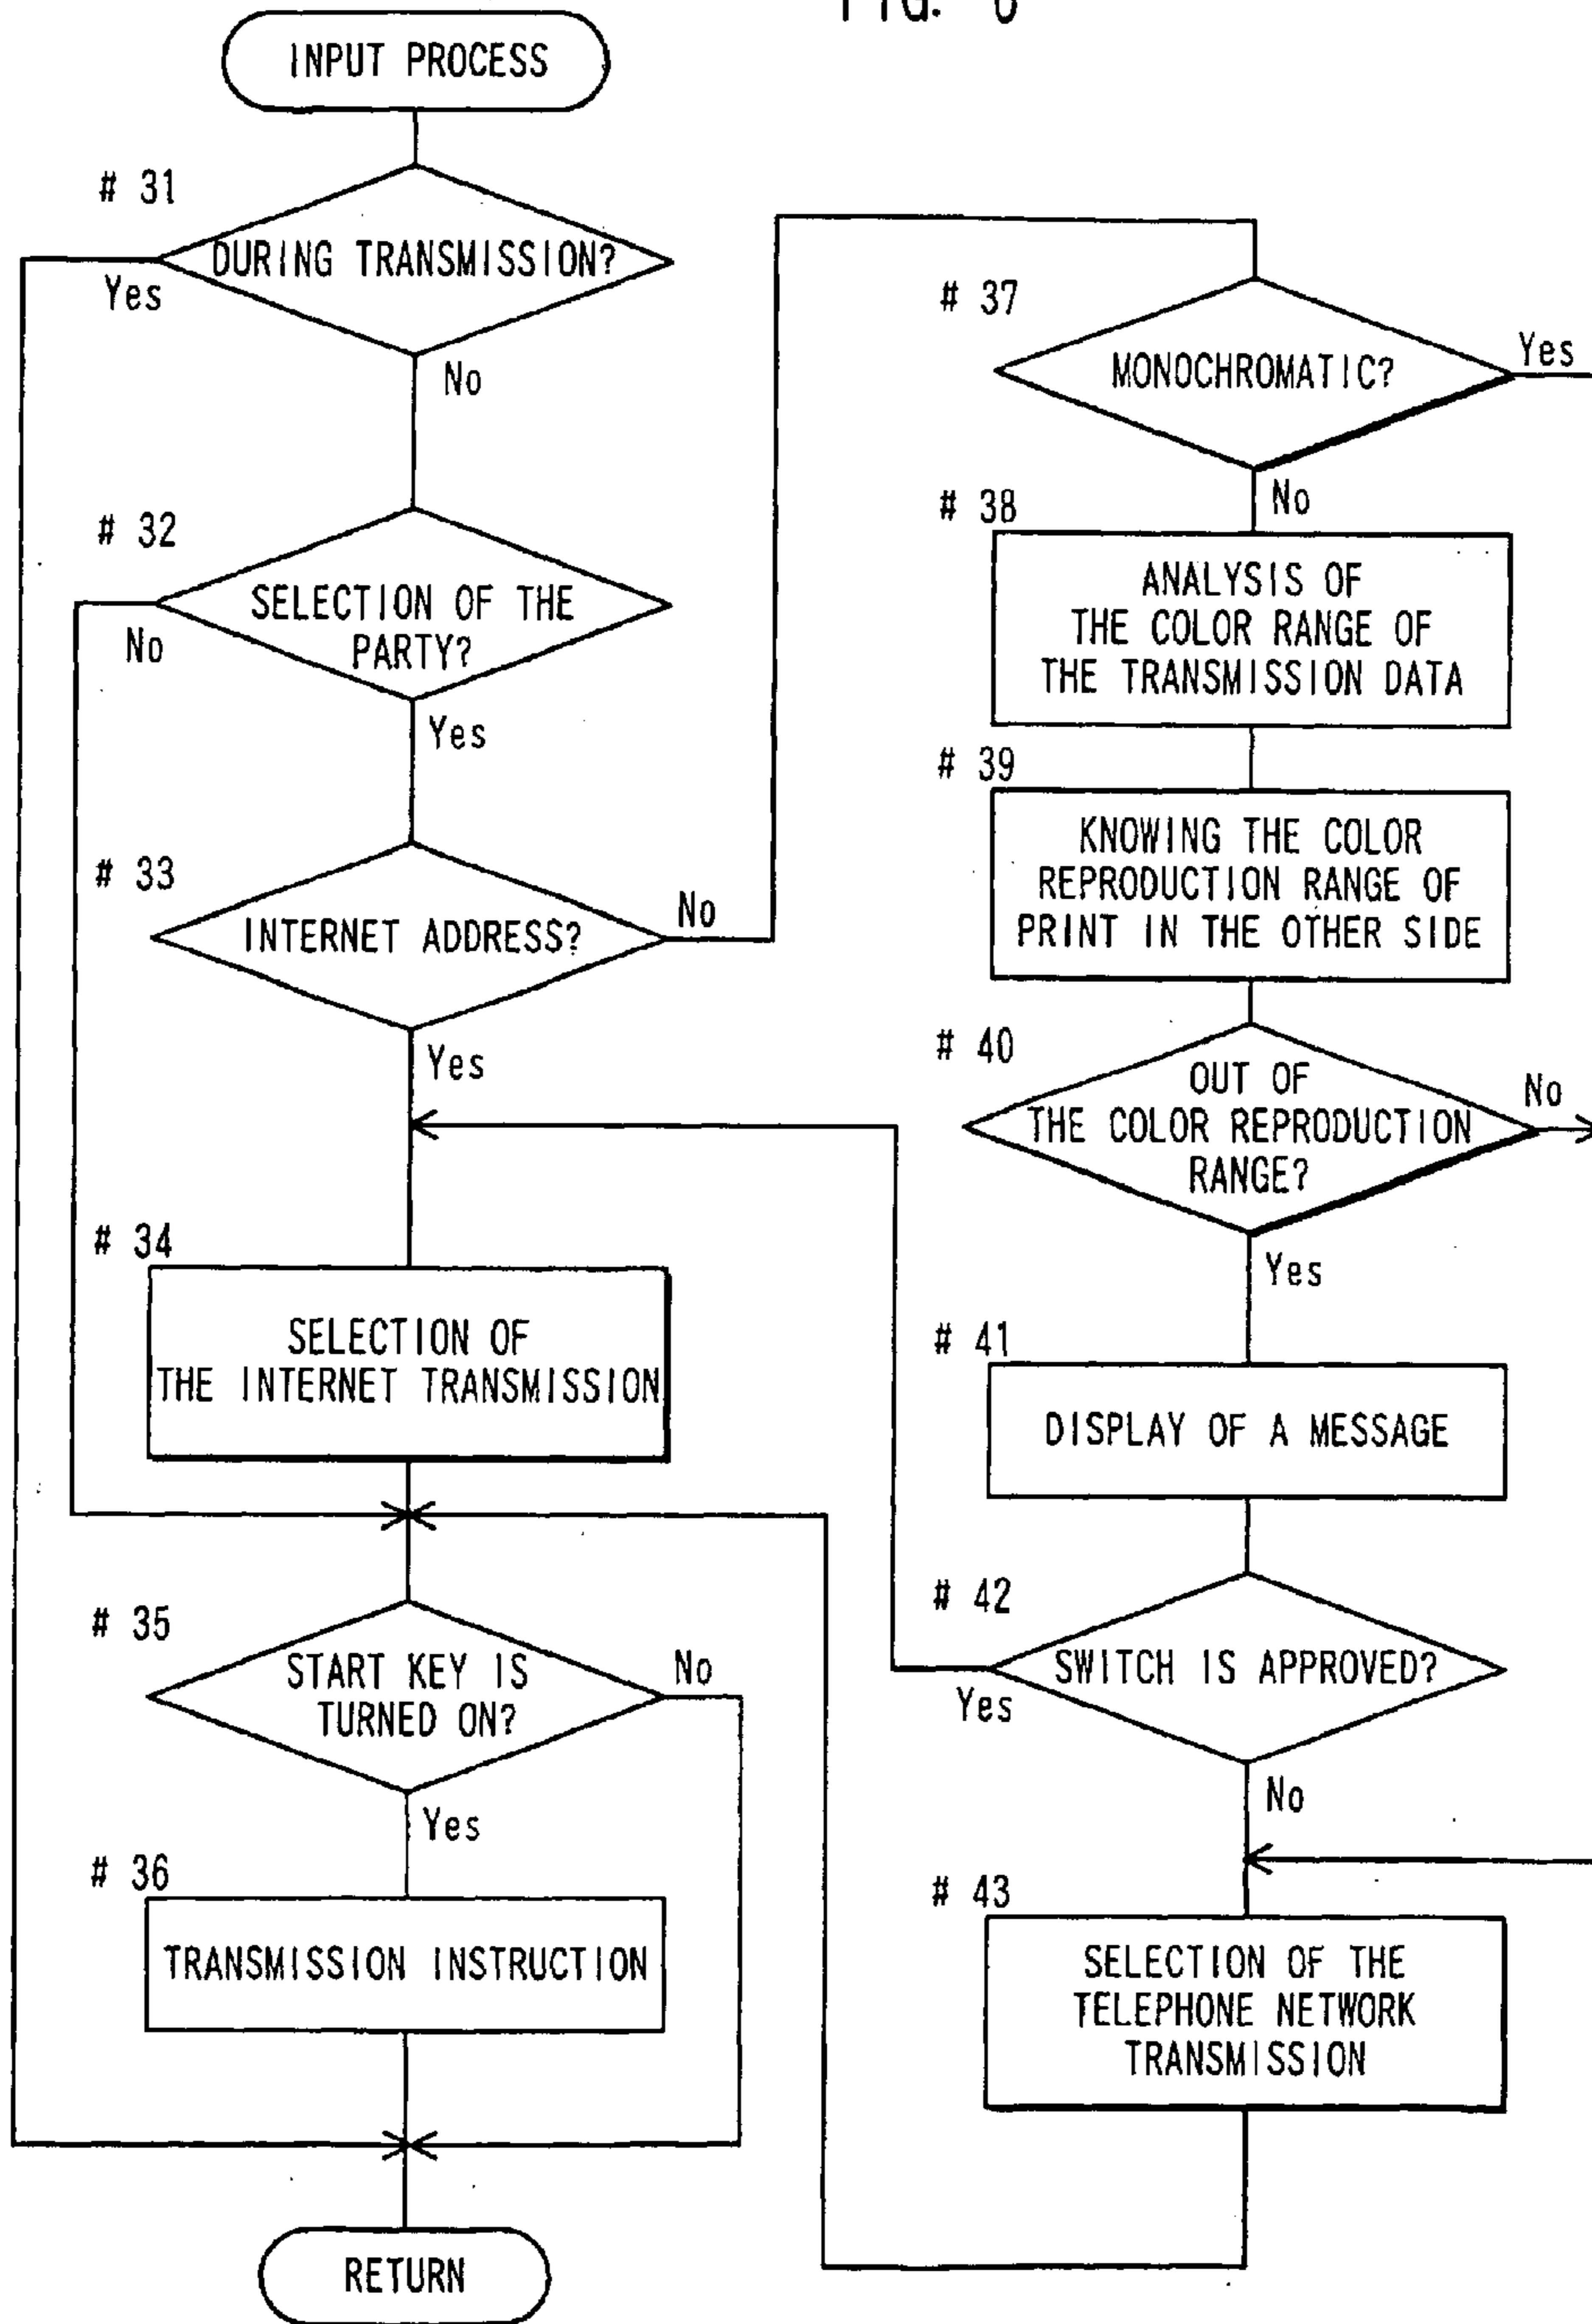 INPUT PROCESS
# 31
DURING TRANSMISSION?
Yes
No
# 32
SELECTION OF THE
PARTY?
No
Yes
# 33
INTERNET ADDRESS?
No
Yes
# 34
SELECTION OF
THE INTERNET TRANSMISSION
# 35
START KEY IS
TURNED ON?
No
Yes
# 36
TRANSMISSION INSTRUCTION
RETURN
# 37
MONOCHROMATIC?
Yes
No
# 38
ANALYSIS OF
THE COLOR RANGE OF
THE TRANSMISSION DATA
# 39
KNOWING THE COLOR
REPRODUCTION RANGE OF
PRINT IN THE OTHER SIDE
# 40
OUT OF
THE COLOR REPRODUCTION
RANGE?
No
Yes
# 41
DISPLAY OF A MESSAGE
# 42
SWITCH IS APPROVED?
Yes
No
# 43
SELECTION OF THE
TELEPHONE NETWORK
TRANSMISSION